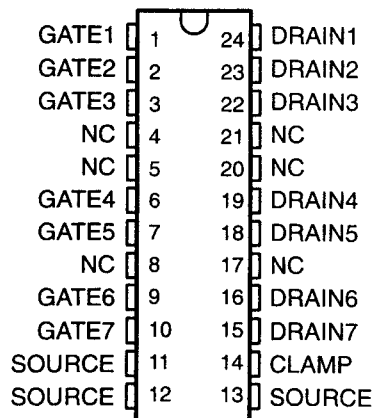 GATE1 1 24 DRAIN1
GATE2 2 23 DRAIN2
GATE3 3 22 DRAIN3
NC 4 21 NC
NC 5 20 NC
GATE4 6 19 DRAIN4
GATE5 7 18 DRAIN5
NC 8 17 NC
GATE6 9 16 DRAIN6
GATE7 10 15 DRAIN7
SOURCE 11 14 CLAMP
SOURCE 12 13 SOURCE